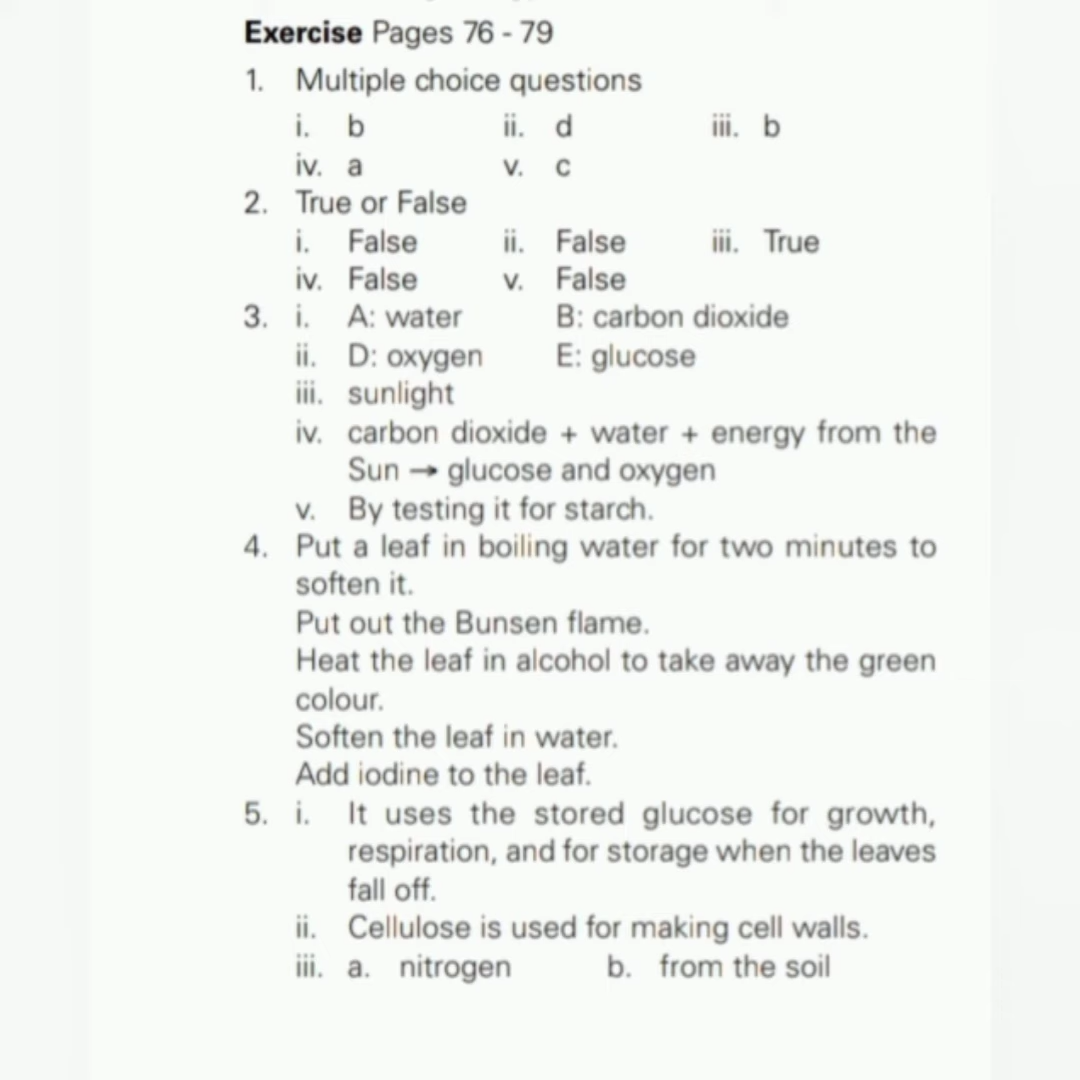 Exercise Pages 76 - 79
1. Multiple choice questions
i. b ii. d iii. b
iv. a v. c
2. True or False
i. False ii. False iii. True
iv. False v. False
3. i. A: water B: carbon dioxide
ii. D: oxygen E: glucose
iii. sunlight
iv. carbon dioxide + water + energy from the
Sun → glucose and oxygen
v. By testing it for starch.
4. Put a leaf in boiling water for two minutes to
soften it.
Put out the Bunsen flame.
Heat the leaf in alcohol to take away the green
colour.
Soften the leaf in water.
Add iodine to the leaf.
5. i. It uses the stored glucose for growth,
respiration, and for storage when the leaves
fall off.
ii. Cellulose is used for making cell walls.
iii. a. nitrogen b. from the soil